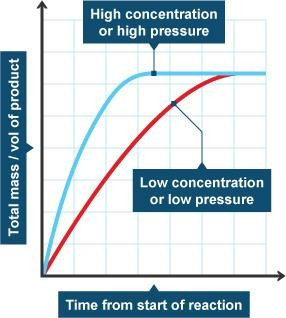 High concentration
or high pressure
Total mass / vol of product
Low concentration
or low pressure
Time from start of reaction